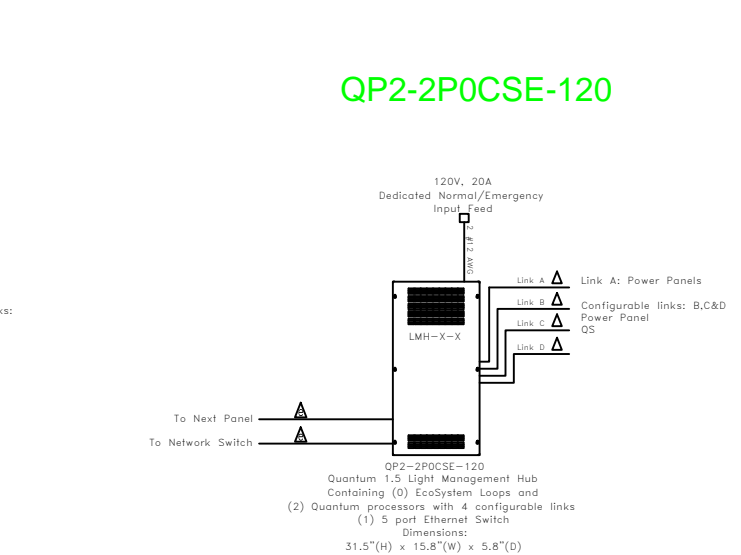 QP2-2P0CSE-120
120V, 20A
Dedicated Normal/Emergency
Input Feed
2 #12 AWG
Link A
Link A: Power Panels
ks:
Link B
Configurable links: B,C&D
Power Panel
Link C
QS
LMH-X-X
Link D
To Next Panel
To Network Switch
QP2-2P0CSE-120
Quantum 1.5 Light Management Hub
Containing (0) EcoSystem Loops and
(2) Quantum processors with 4 configurable links
(1) 5 port Ethernet Switch
Dimensions:
31.5"(H) x 15.8"(W) x 5.8"(D)